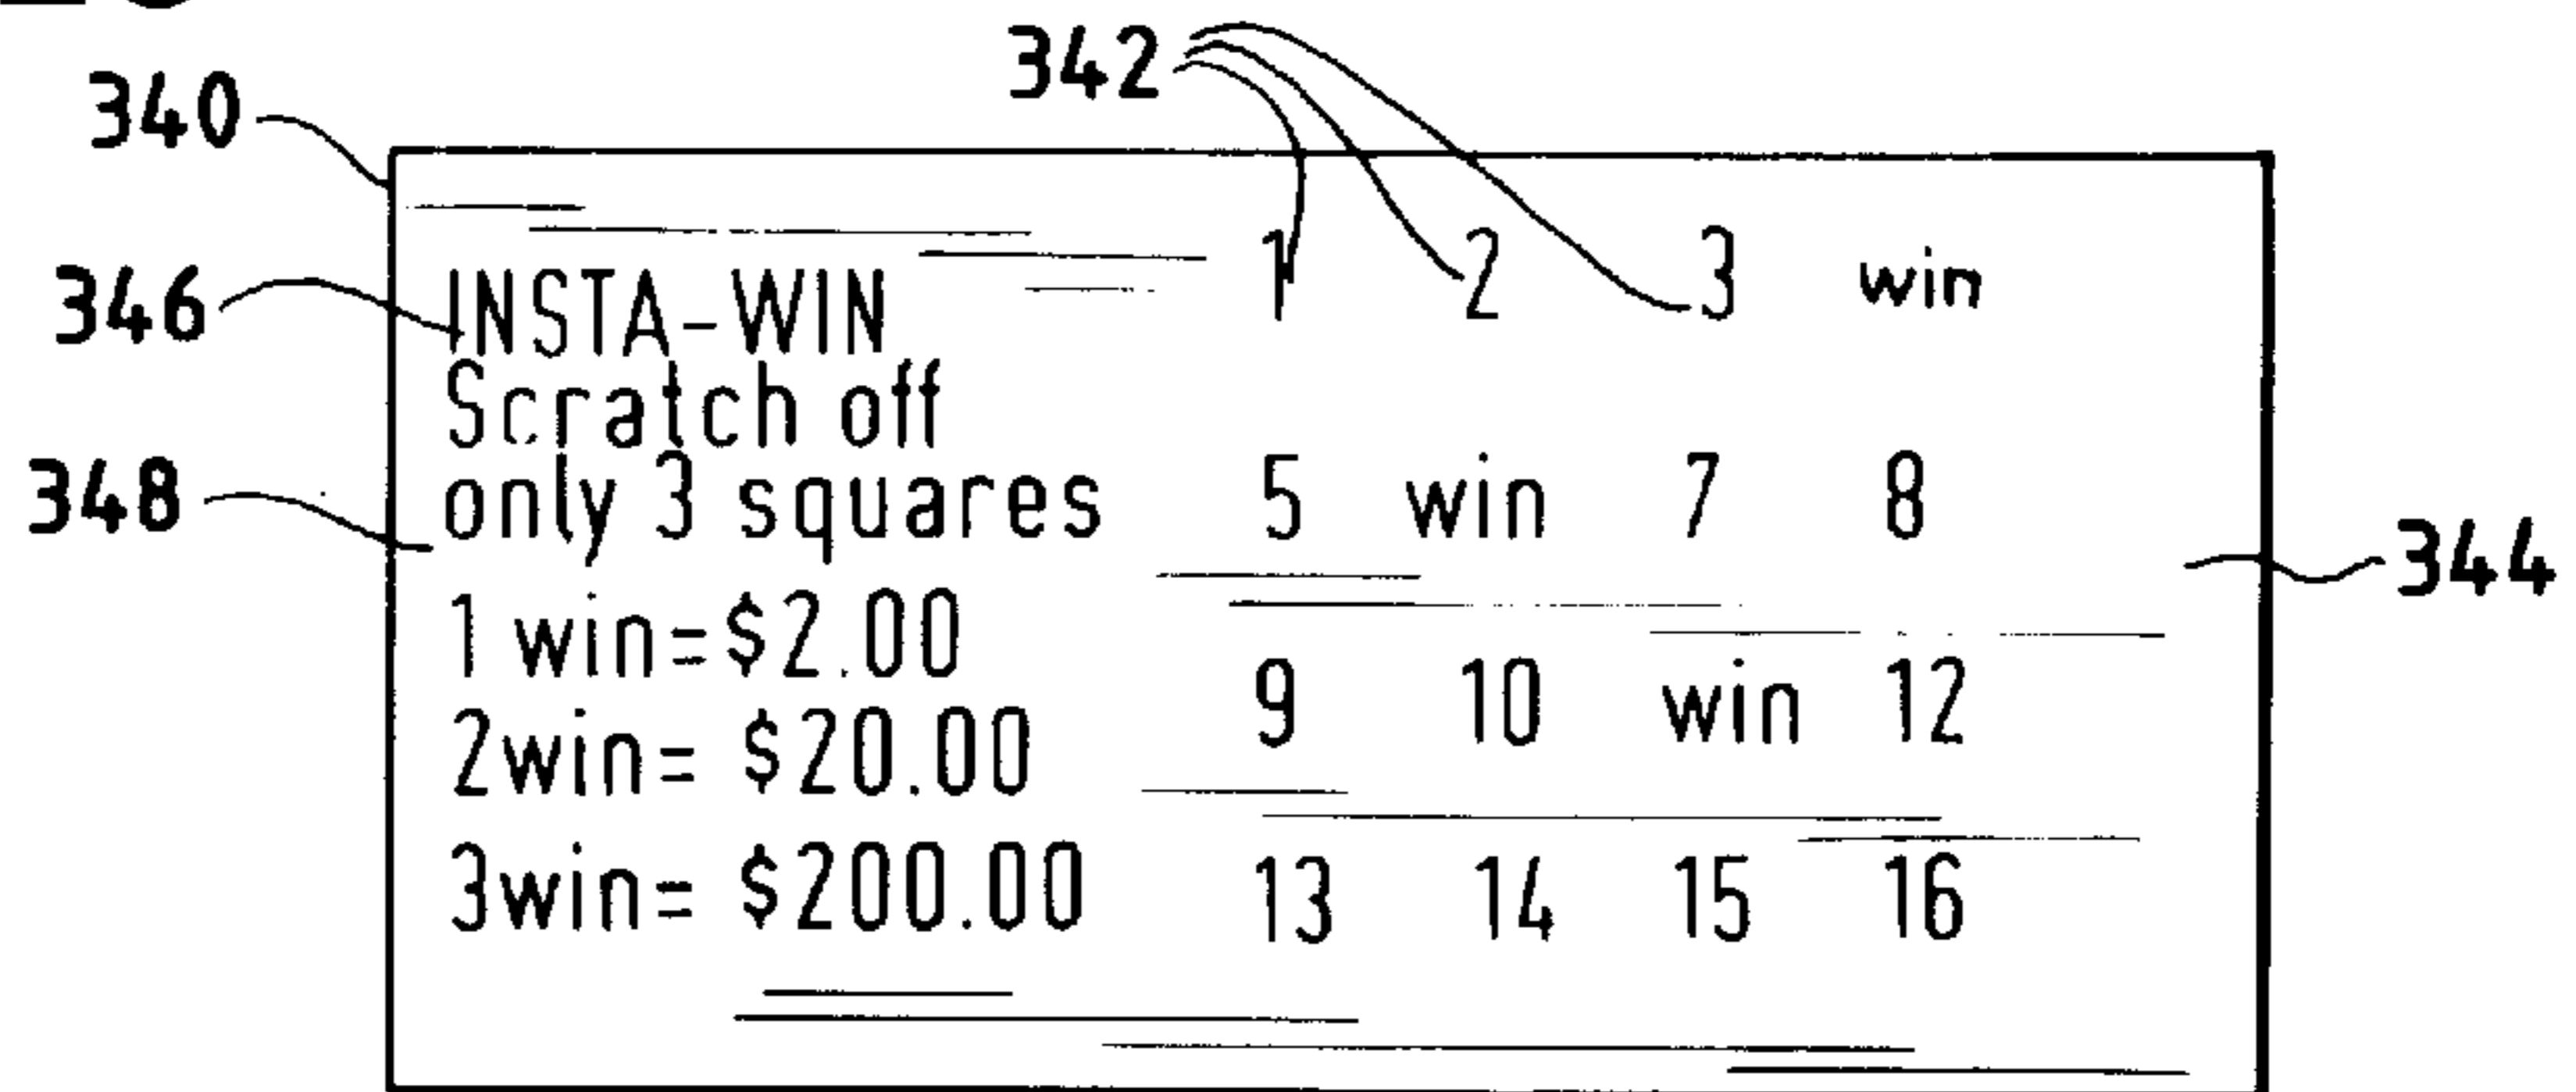 342
340
1 2 3 win
346
INSTA-WIN
Scratch off
348
only 3 squares
5 win 7 8
344
1 win=$2.00
9 10 win 12
2win= $20.00
3win= $200.00
13 14 15 16